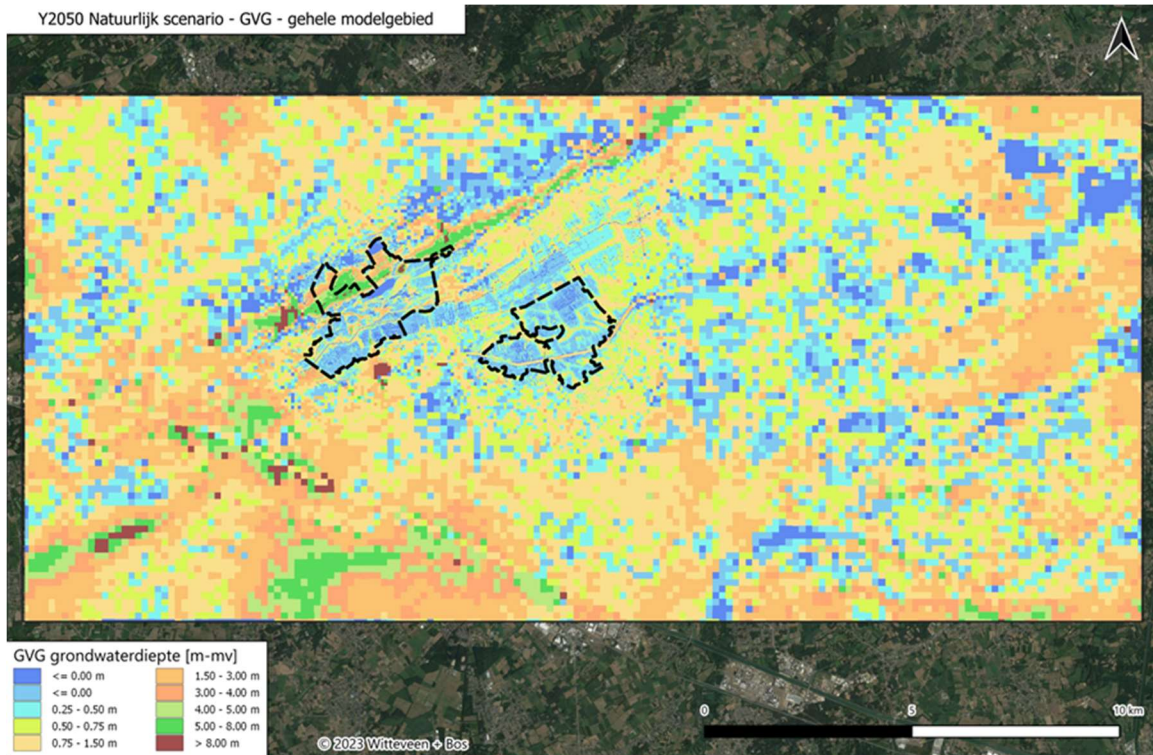 Y2050 Natuurlijk scenario - GVG - gehele modelgebied
GVG grondwaterdiepte [m-mv]
<= 0.00 m
<= 0.00
0.25 - 0.50 m
0.50 - 0.75 m
0.75 - 1.50 m
1.50 - 3.00 m
3.00 - 4.00 m
4.00 - 5.00 m
5.00 - 8.00 m
> 8.00 m
© 2023 Witteveen + Bos
0
5
10 km